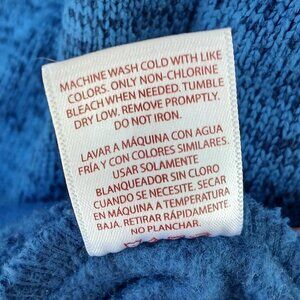 MACHINE WASH COLD WITH LIKE
COLORS. ONLY NON-CHLORINE
BLEACH WHEN NEEDED. TUMBLE
DRY LOW. REMOVE PROMPTLY.
DO NOT IRON.
LAVAR A MÁQUINA CON AGUA
FRÍA Y CON COLORES SIMILARES.
USAR SOLAMENTE
BLANQUEADOR SIN CLORO
CUANDO SE NECESITE. SECAR
EN MÁQUINA A TEMPERATURA
BAJA. RETIRAR RÁPIDAMENTE
NO PLANCHAR.